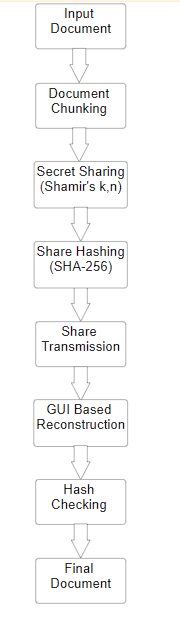 Input
Document
Document
Chunking
Secret Sharing
(Shamir's k,n)
Share Hashing
(SHA-256)
Share
Transmission
GUI Based
Reconstruction
Hash
Checking
Final
Document